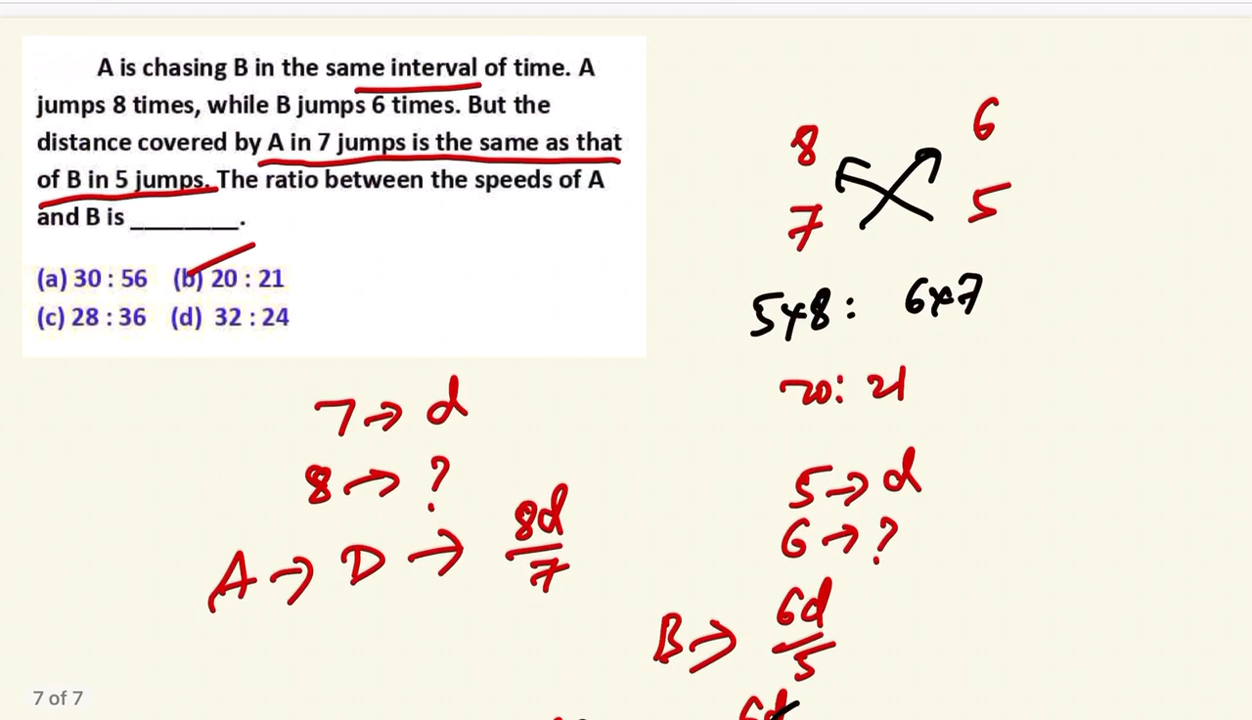 A is chasing B in the same interval of time. A
jumps 8 times, while B jumps 6 times. But the
distance covered by A in 7 jumps is the same as that
of B in 5 jumps. The ratio between the speeds of A
and B is ________.
(a) 30 : 56 (b) 20 : 21
(c) 28 : 36 (d) 32 : 24
8 6
7 5
5×8 : 6×7
20: 21
7 → d
8 → ?
A → D → 8d/7
5 → d
6 → ?
B → 6d/5
6d
7 of 7